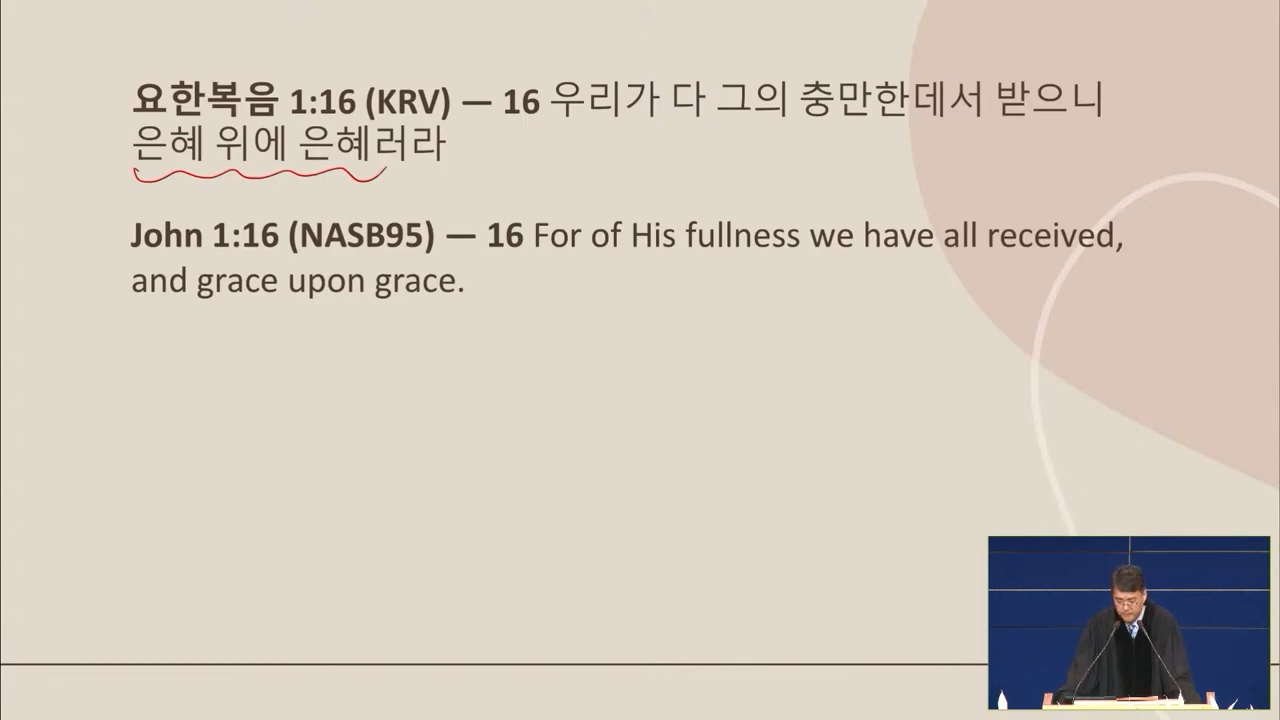 요한복음 1:16 (KRV) — 16 우리가 다 그의 충만한데서 받으니
은혜 위에 은혜러라
John 1:16 (NASB95) — 16 For of His fullness we have all received,
and grace upon grace.